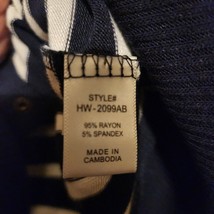 STYLE#
HW-2099AB
95% RAYON
5% SPANDEX
MADE IN
CAMBODIA